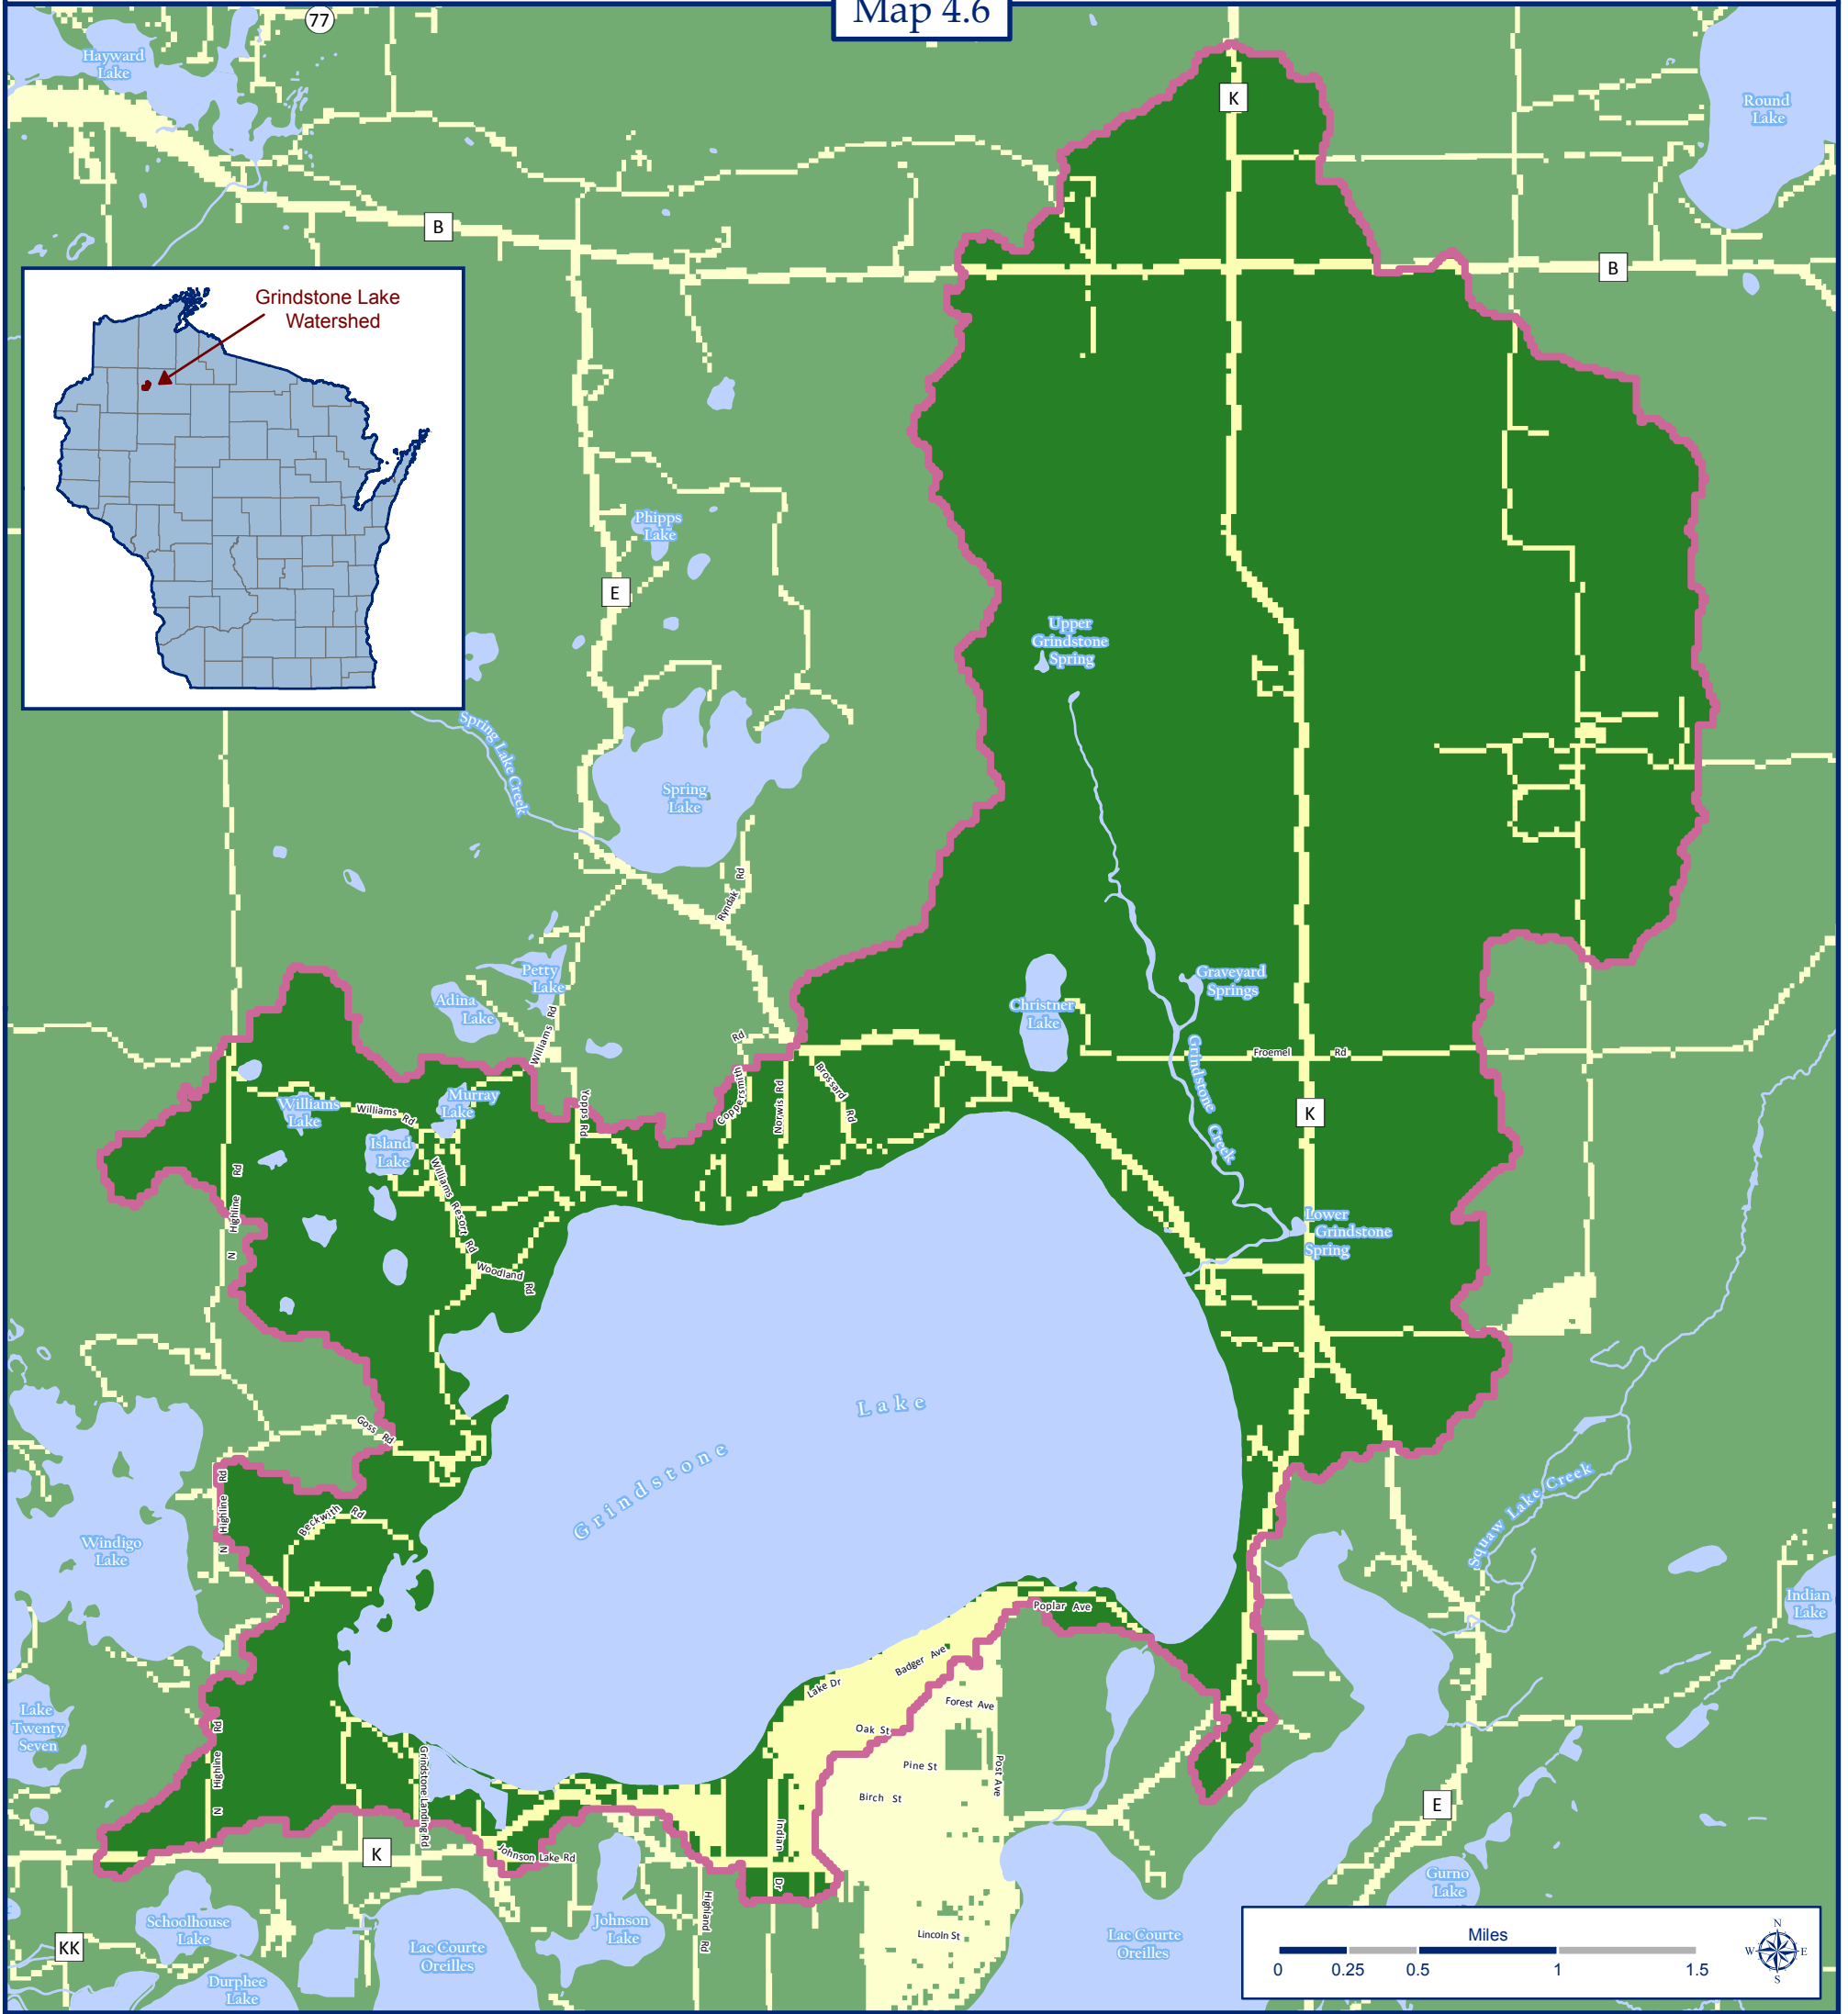 Map 4.6
77
Hayward
Lake
K
Round
Lake
B
B
Grindstone Lake
Watershed
Phipps
Lake
E
Upper
Grindstone
Spring
Spring Lake Creek
Spring
Lake
Ryndak Rd
Petty
Lake
Adina
Lake
Williams Rd
Graveyard
Springs
Christner
Lake
Rd
Coppersmith
Norwis Rd
Brossard Rd
Froemel Rd
Grindstone Creek
K
Williams
Lake
Williams Rd
Murray
Lake
Yopps Rd
Island
Lake
Williams Resort Rd
N Highline Rd
Woodland Rd
Lower
Grindstone
Spring
Grindstone Lake
Goss Rd
N Highline Rd
Beckwith Rd
Windigo
Lake
Squaw Lake Creek
Indian
Lake
Poplar Ave
Badger Ave
Lake Dr
Forest Ave
Oak St
Pine St
Post Ave
Birch St
Lake
Twenty
Seven
N Highline Rd
Grindstone Landing Rd
Indian Dr
E
K
Johnson Lake Rd
Gurno
Lake
Highland Rd
Schoolhouse
Lake
Johnson
Lake
Lincoln St
KK
Lac Courte
Oreilles
Lac Courte
Oreilles
Durphee
Lake
Miles
0 0.25 0.5 1 1.5
N
W E
S